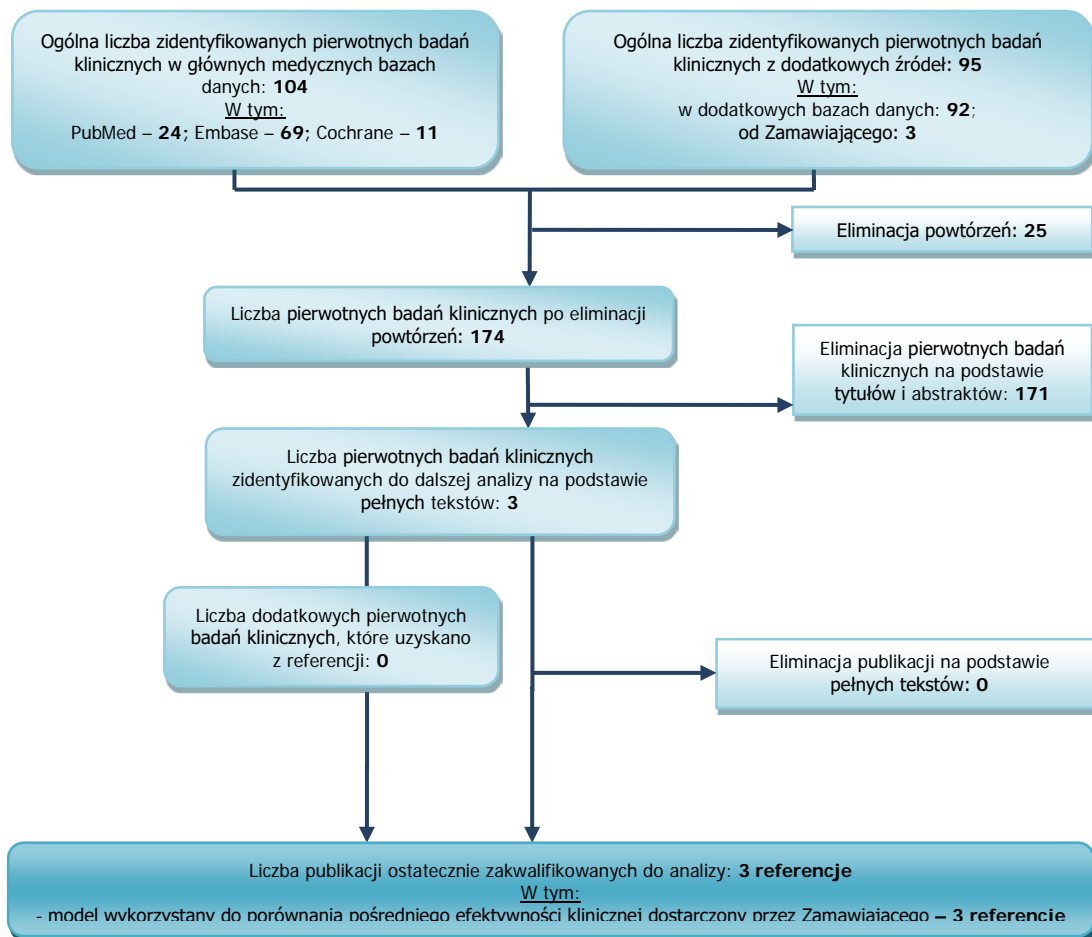 Ogólna liczba zidentyfikowanych pierwotnych badań
klinicznych w głównych medycznych bazach
danych: 104
W tym:
PubMed – 24; Embase – 69; Cochrane – 11
Ogólna liczba zidentyfikowanych pierwotnych badań
klinicznych z dodatkowych źródeł: 95
W tym:
w dodatkowych bazach danych: 92;
od Zamawiającego: 3
Eliminacja powtórzeń: 25
Liczba pierwotnych badań klinicznych po eliminacji
powtórzeń: 174
Eliminacja pierwotnych badań
klinicznych na podstawie
tytułów i abstraktów: 171
Liczba pierwotnych badań klinicznych
zidentyfikowanych do dalszej analizy na podstawie
pełnych tekstów: 3
Liczba dodatkowych pierwotnych
badań klinicznych, które uzyskano
z referencji: 0
Eliminacja publikacji na podstawie
pełnych tekstów: 0
Liczba publikacji ostatecznie zakwalifikowanych do analizy: 3 referencje
W tym:
- model wykorzystany do porównania pośredniego efektywności klinicznej dostarczony przez Zamawiającego – 3 referencje